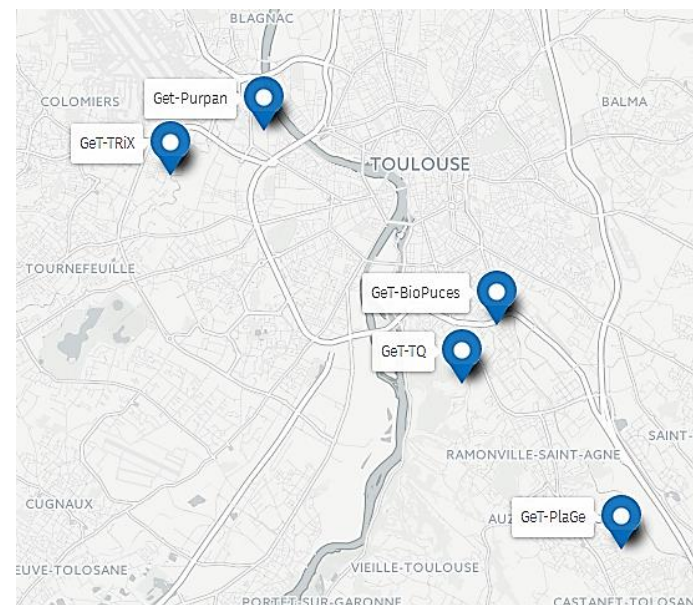 BLAGNAC
Get-Purpan
COLOMIERS
BALMA
GeT-TRiX
TOULOUSE
TOURNEFEUILLE
GeT-BioPuces
GeT-TQ
SAINT-
RAMONVILLE-SAINT-AGNE
CUGNAUX
GeT-PlaGe
AUZ
EUVE-TOLOSANE
VIEILLE-TOULOUSE
PORTET-SUR-GARONNE
CASTANET-TOLOSAN